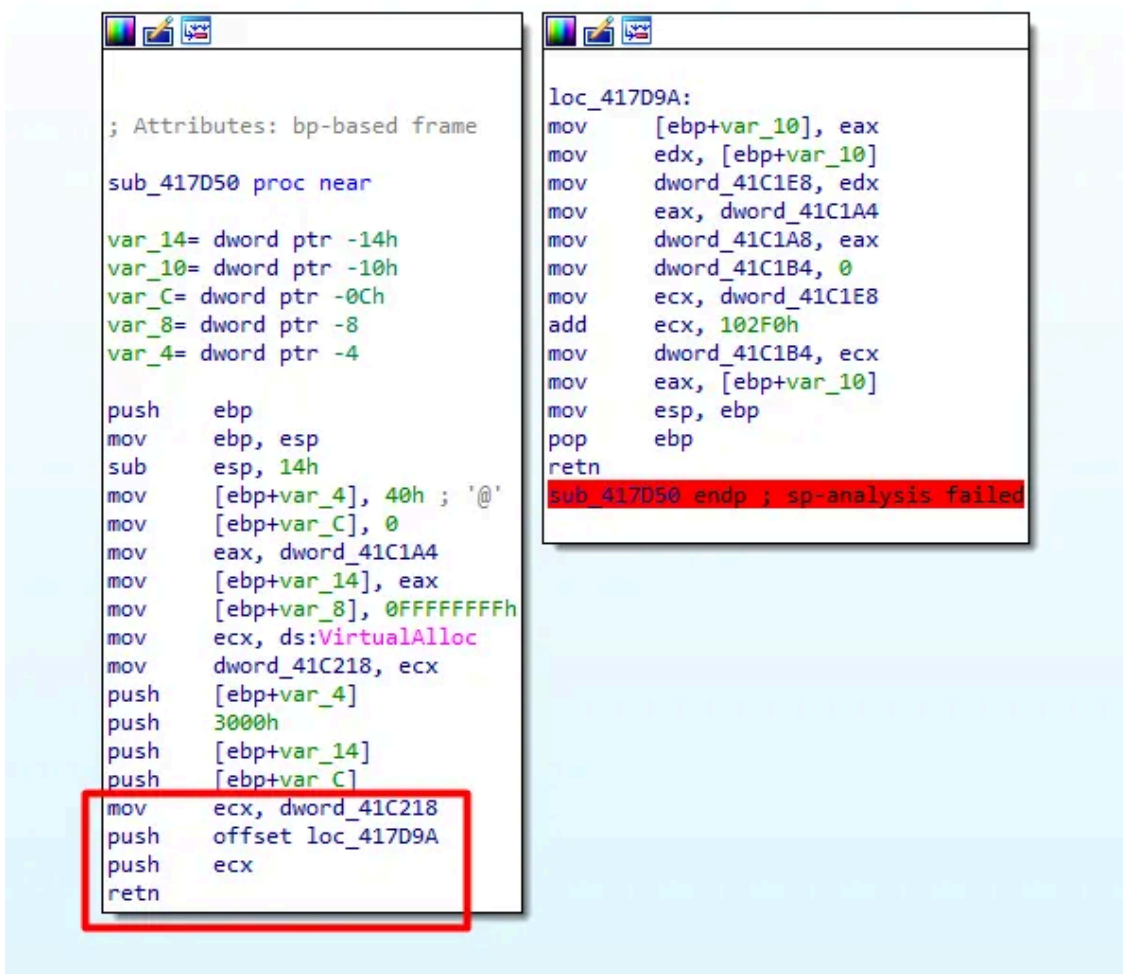 ; Attributes: bp-based frame
sub_417D50 proc near
var_14= dword ptr -14h
var_10= dword ptr -10h
var_C= dword ptr -0Ch
var_8= dword ptr -8
var_4= dword ptr -4
push ebp
mov ebp, esp
sub esp, 14h
mov [ebp+var_4], 40h ; '@'
mov [ebp+var_C], 0
mov eax, dword_41C1A4
mov [ebp+var_14], eax
mov [ebp+var_8], 0FFFFFFFFh
mov ecx, ds:VirtualAlloc
mov dword_41C218, ecx
push [ebp+var_4]
push 3000h
push [ebp+var_14]
push [ebp+var_C]
mov ecx, dword_41C218
push offset loc_417D9A
push ecx
retn
loc_417D9A:
mov [ebp+var_10], eax
mov edx, [ebp+var_10]
mov dword_41C1E8, edx
mov eax, dword_41C1A4
mov dword_41C1A8, eax
mov dword_41C1B4, 0
mov ecx, dword_41C1E8
add ecx, 102F0h
mov dword_41C1B4, ecx
mov eax, [ebp+var_10]
mov esp, ebp
pop ebp
retn
sub_417D50 endp ; sp-analysis failed